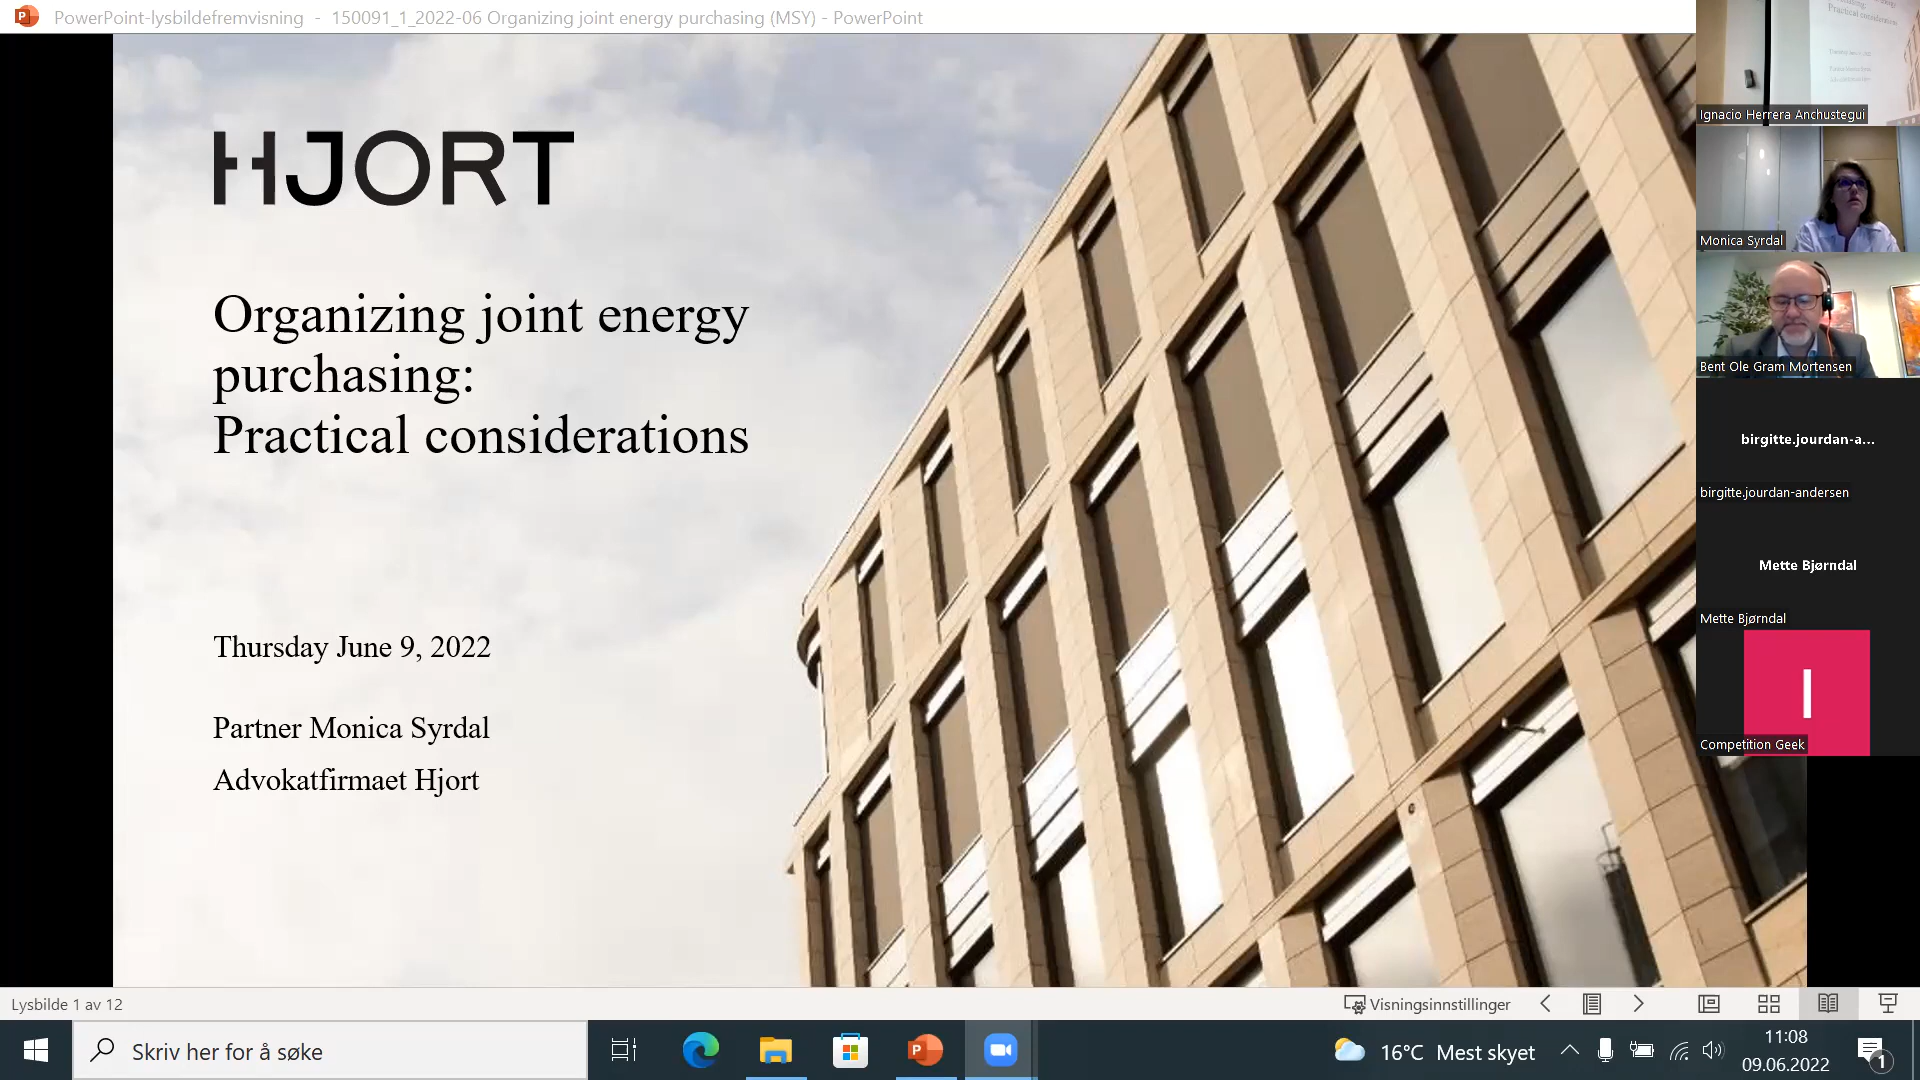 PowerPoint-lysbildefremvisning - 150091_1_2022-06 Organizing joint energy purchasing (MSY) - PowerPoint
HJORT
Organizing joint energy
purchasing:
Practical considerations
Thursday June 9, 2022
Partner Monica Syrdal
Advokatfirmaet Hjort
Practical considerations
Ignacio Herrera Anchustegui
Monica Syrdal
Bent Ole Gram Mortensen
birgitte.jourdan-a...
birgitte.jourdan-andersen
Mette Bjørndal
Mette Bjørndal
I
Competition Geek
Lysbilde 1 av 12
Visningsinnstillinger
Skriv her for å søke
16°C Mest skyet
11:08
09.06.2022
1